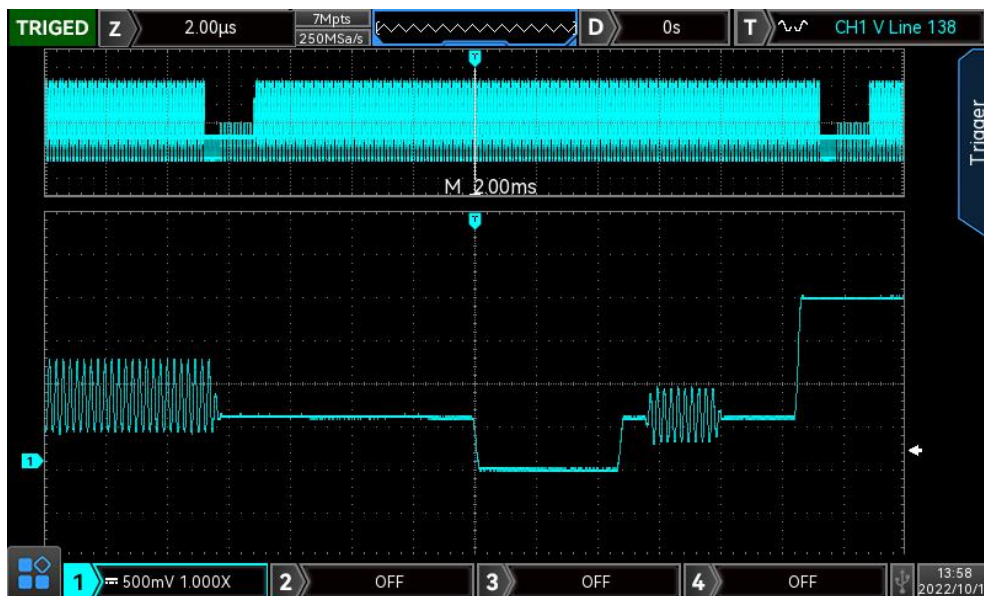 TRIGED Z 2.00µs 7Mpts 250MSa/s D 0s T CH1 V Line 138
T
Trigger
M 2.00ms
T
1
1 500mV 1.000X 2 OFF 3 OFF 4 OFF 13:58
2022/10/1